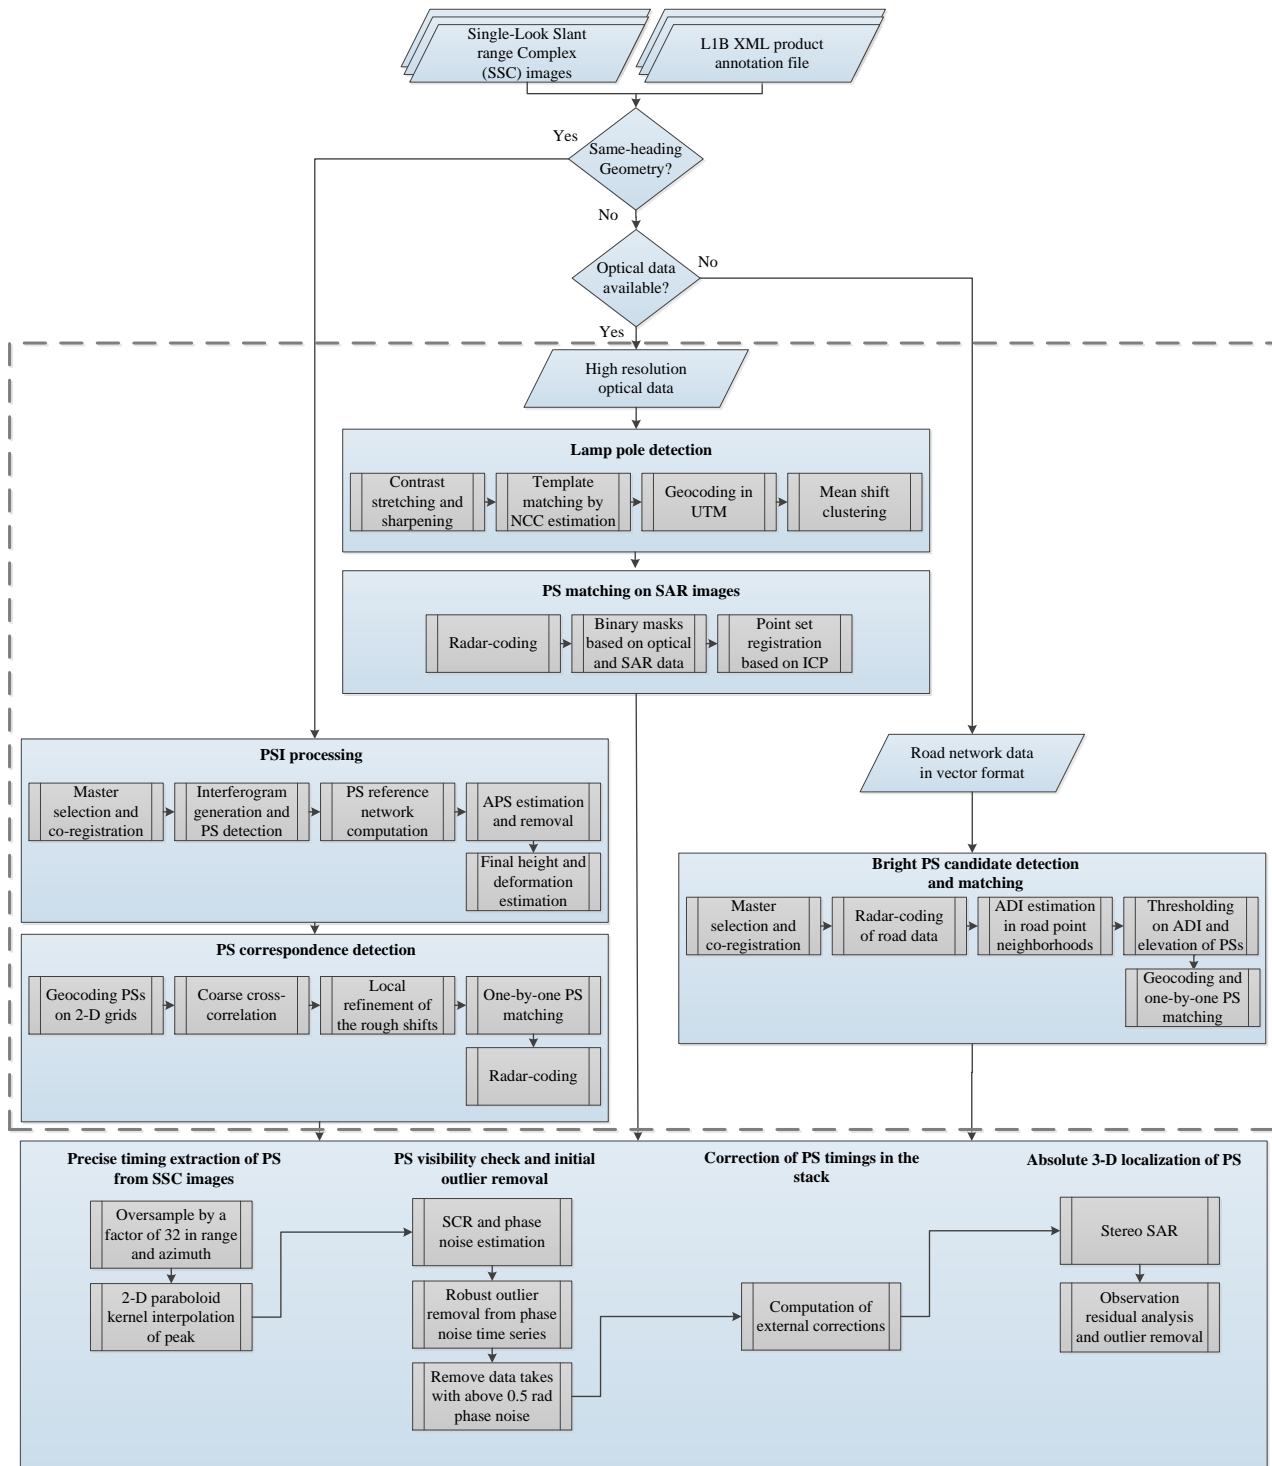 Single-Look Slant
range Complex
(SSC) images
L1B XML product
annotation file
Yes
Same-heading
Geometry?
No
Optical data
available?
No
Yes
High resolution
optical data
Lamp pole detection
Contrast
stretching and
sharpening
Template
matching by
NCC estimation
Geocoding in
UTM
Mean shift
clustering
PS matching on SAR images
Radar-coding
Binary masks
based on optical
and SAR data
Point set
registration
based on ICP
PSI processing
Master
selection and
co-registration
Interferogram
generation and
PS detection
PS reference
network
computation
APS estimation
and removal
Final height and
deformation
estimation
Road network data
in vector format
Bright PS candidate detection
and matching
Master
selection and
co-registration
Radar-coding
of road data
ADI estimation
in road point
neighborhoods
Thresholding
on ADI and
elevation of PSs
Geocoding and
one-by-one PS
matching
PS correspondence detection
Geocoding PSs
on 2-D grids
Coarse cross-
correlation
Local
refinement of
the rough shifts
One-by-one PS
matching
Radar-coding
Precise timing extraction of PS
from SSC images
Oversample by a
factor of 32 in range
and azimuth
2-D paraboloid
kernel interpolation
of peak
PS visibility check and initial
outlier removal
SCR and phase
noise estimation
Robust outlier
removal from phase
noise time series
Remove data takes
with above 0.5 rad
phase noise
Correction of PS timings in the
stack
Computation of
external corrections
Absolute 3-D localization of PS
Stereo SAR
Observation
residual analysis
and outlier removal